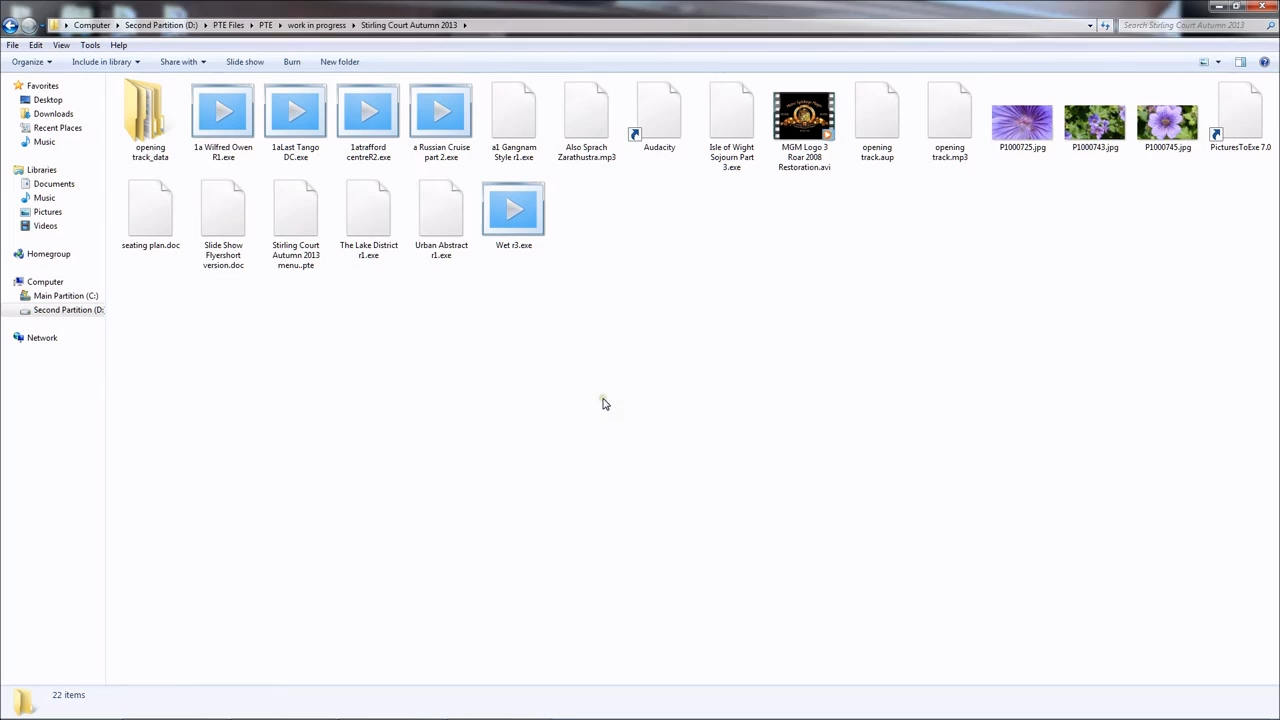 Computer ▸ Second Partition (D:) ▸ PTE Files ▸ PTE ▸ work in progress ▸ Stirling Court Autumn 2013 ▸
Search Stirling Court Autumn 2013
File Edit View Tools Help
Organize Include in library Share with Slide show Burn New folder
Favorites
Desktop
Downloads
Recent Places
Music
Libraries
Documents
Music
Pictures
Videos
Homegroup
Computer
Main Partition (C:)
Second Partition (D:
Network
opening
track_data
1a Wilfred Owen
R1.exe
1aLast Tango
DC.exe
1atrafford
centreR2.exe
a Russian Cruise
part 2.exe
a1 Gangnam
Style r1.exe
Also Sprach
Zarathustra.mp3
Audacity
Isle of Wight
Sojourn Part
3.exe
MGM Logo 3
Roar 2008
Restoration.avi
opening
track.aup
opening
track.mp3
P1000725.jpg
P1000743.jpg
P1000745.jpg
PicturesToExe 7.0
seating plan.doc
Slide Show
Flyershort
version.doc
Stirling Court
Autumn 2013
menu..pte
The Lake District
r1.exe
Urban Abstract
r1.exe
Wet r3.exe
22 items